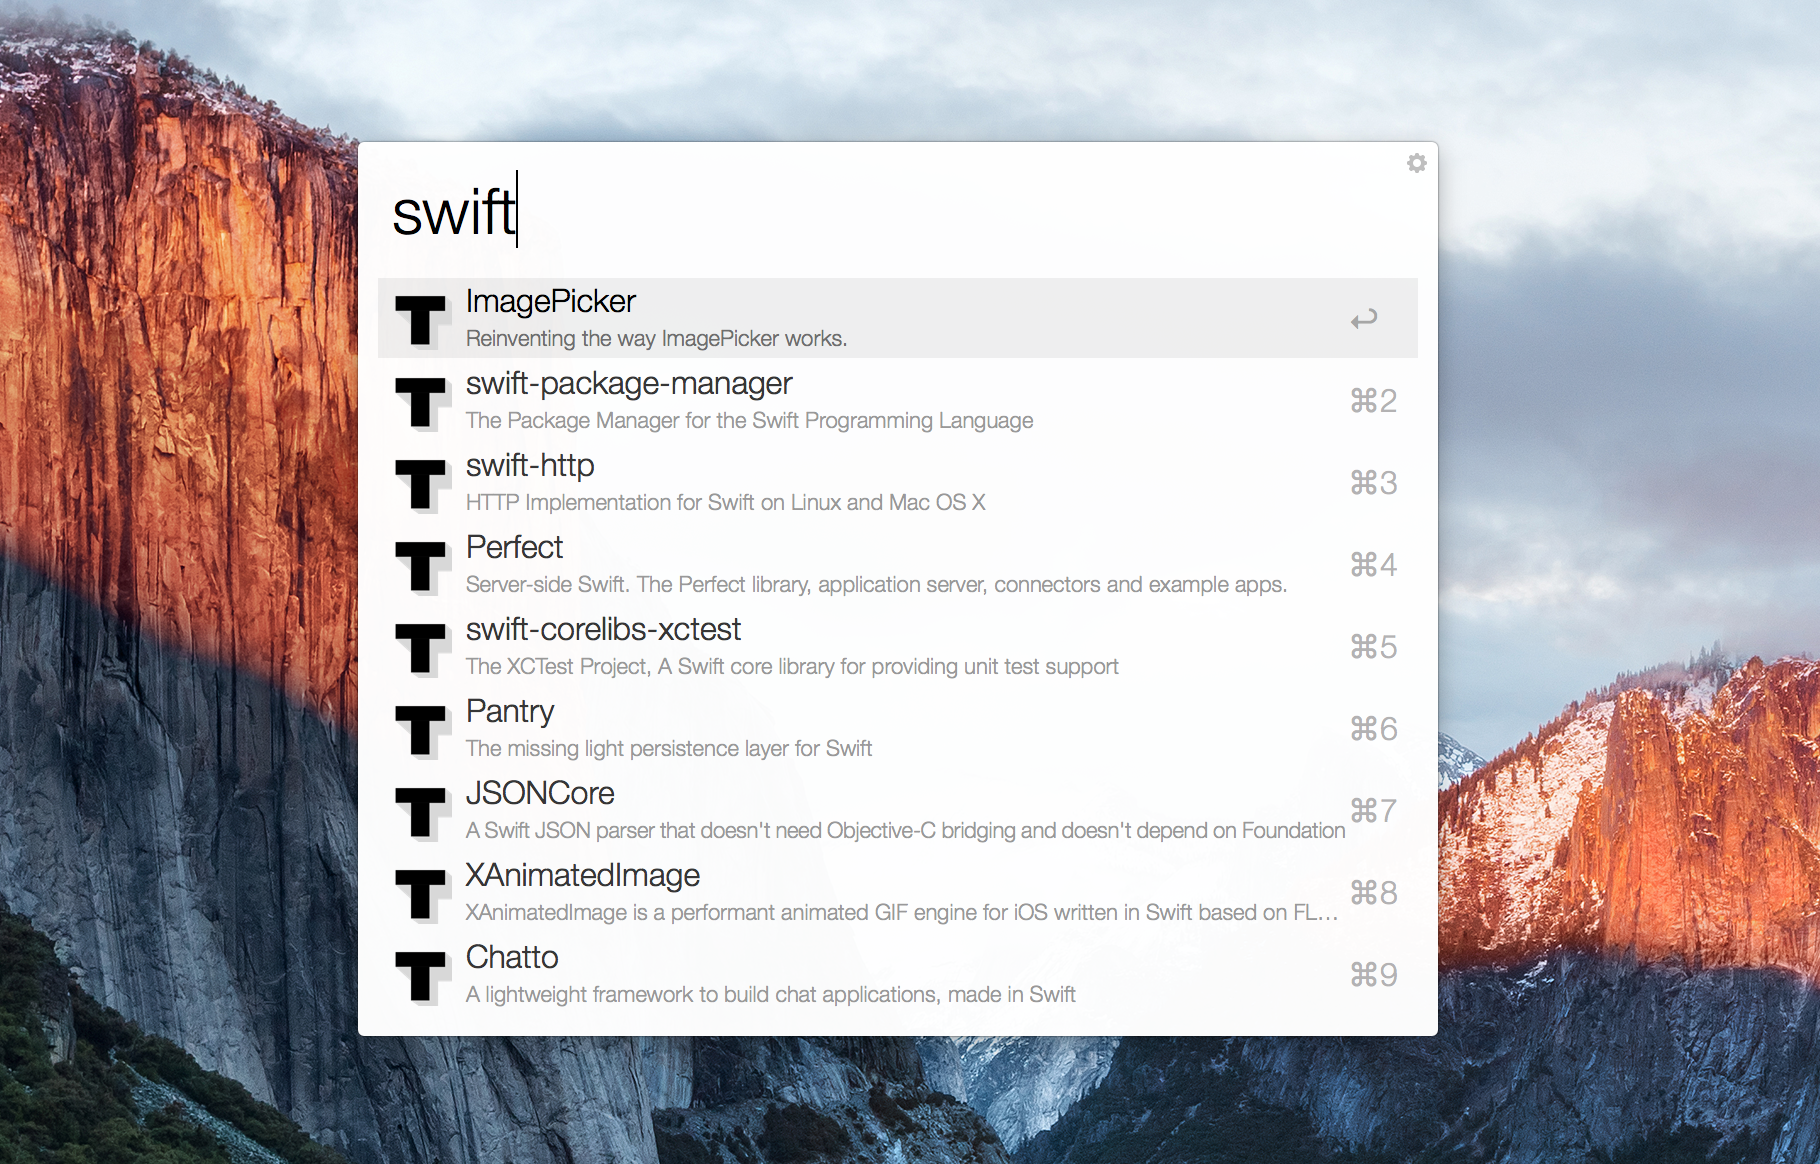 swift
ImagePicker
Reinventing the way ImagePicker works.
swift-package-manager
The Package Manager for the Swift Programming Language
⌘2
swift-http
HTTP Implementation for Swift on Linux and Mac OS X
⌘3
Perfect
Server-side Swift. The Perfect library, application server, connectors and example apps.
⌘4
swift-corelibs-xctest
The XCTest Project, A Swift core library for providing unit test support
⌘5
Pantry
The missing light persistence layer for Swift
⌘6
JSONCore
A Swift JSON parser that doesn't need Objective-C bridging and doesn't depend on Foundation
⌘7
XAnimatedImage
XAnimatedImage is a performant animated GIF engine for iOS written in Swift based on FL…
⌘8
Chatto
A lightweight framework to build chat applications, made in Swift
⌘9